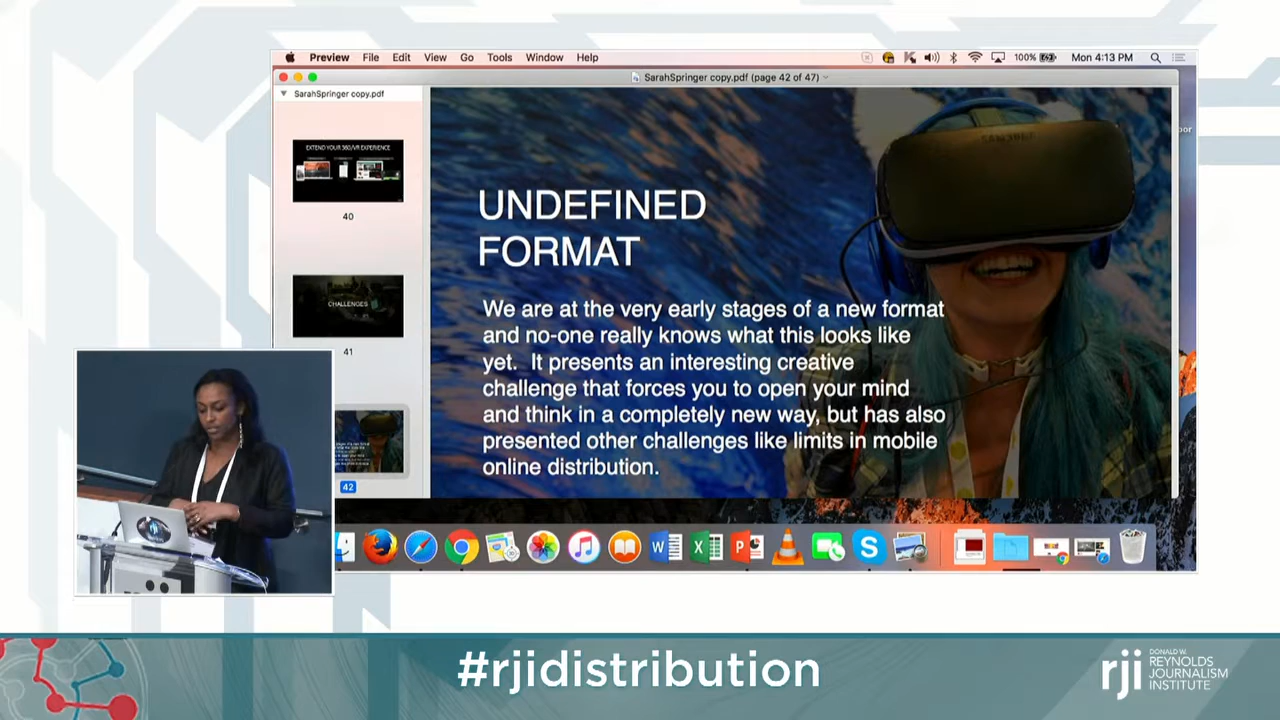 Preview File Edit View Go Tools Window Help 100% Mon 4:13 PM
SarahSpringer copy.pdf (page 42 of 47)
SarahSpringer copy.pdf
EXTEND YOUR 360/VR EXPERIENCE
40
CHALLENGES
41
42
SAMSUNG
UNDEFINED
FORMAT
We are at the very early stages of a new format
and no-one really knows what this looks like
yet. It presents an interesting creative
challenge that forces you to open your mind
and think in a completely new way, but has also
presented other challenges like limits in mobile
online distribution.
#rjidistribution
rji
DONALD W.
REYNOLDS
JOURNALISM
INSTITUTE